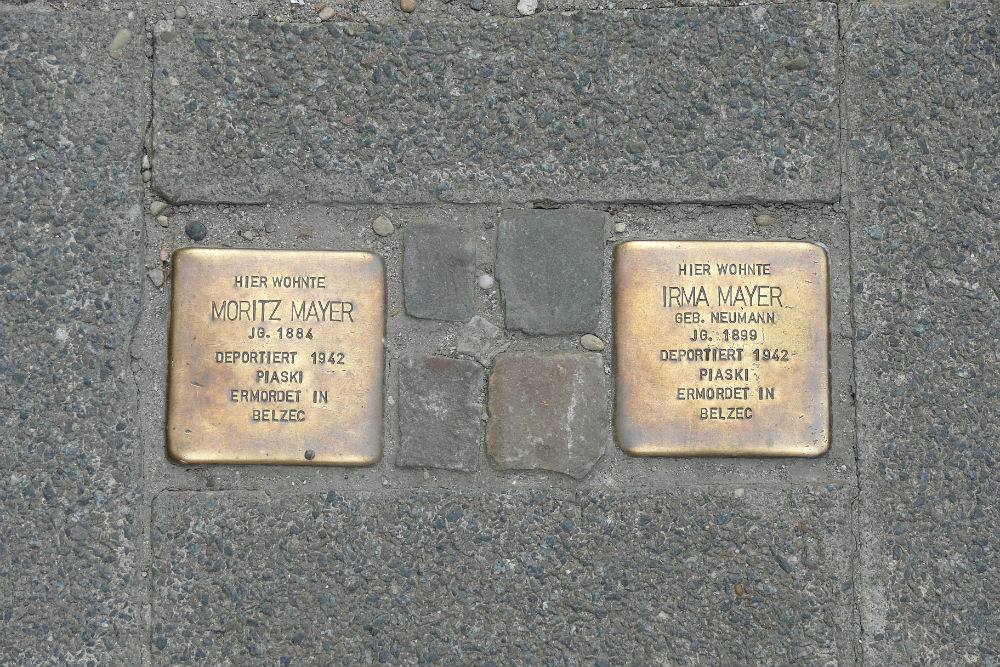 HIER WOHNTE
MORITZ MAYER
JG. 1884
DEPORTIERT 1942
PIASKI
ERMORDET IN
BELZEC
HIER WOHNTE
IRMA MAYER
GEB. NEUMANN
JG. 1899
DEPORTIERT 1942
PIASKI
ERMORDET IN
BELZEC